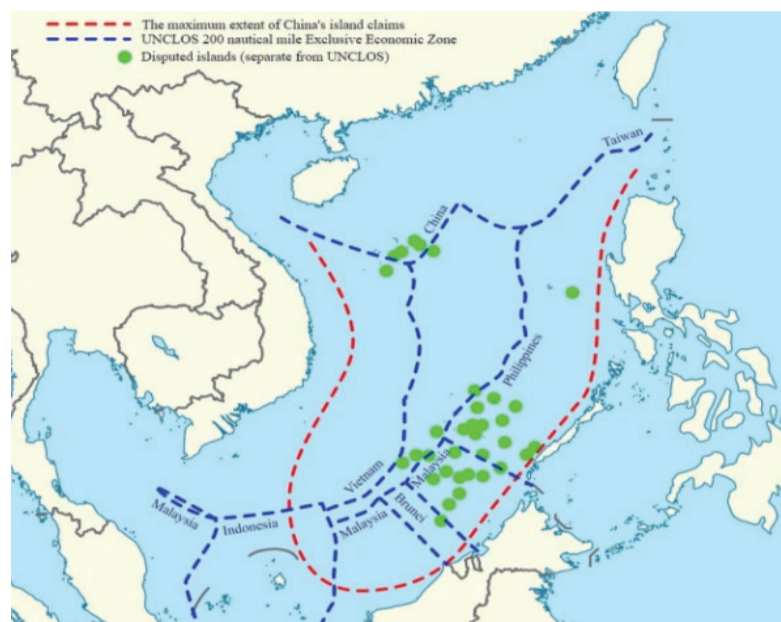 The maximum extent of China's island claims
UNCLOS 200 nautical mile Exclusive Economic Zone
Disputed islands (separate from UNCLOS)
Taiwan
China
Philippines
Vietnam
Malaysia
Malaysia
Indonesia
Malaysia
Brunei